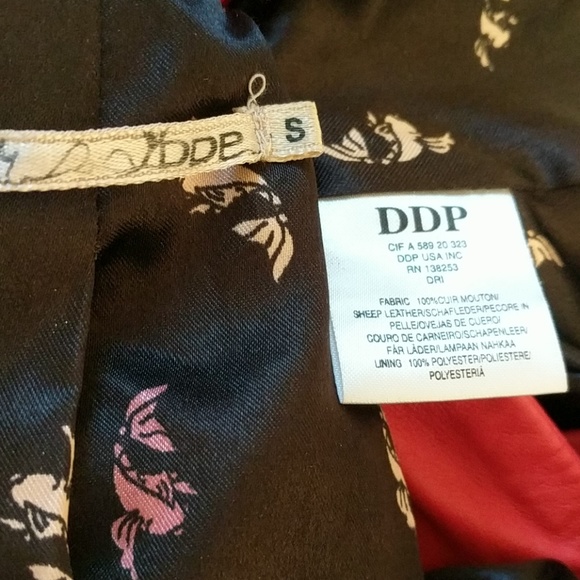 DDP
S
DDP
CIF A 589 20 323
DDP USA INC
RN 138253
DRI
FABRIC 100%CUIR MOUTON/
SHEEP LEATHER/SCHAFLEDER/PECORE IN
PELLE/OVEJAS DE CUERO/
COURO DE CARNEIRO/SCHAPENLEER/
FÅR LÄDER/LAMPAAN NAHKAA
LINING 100% POLYESTER/POLIESTERE/
POLYESTERIÄ